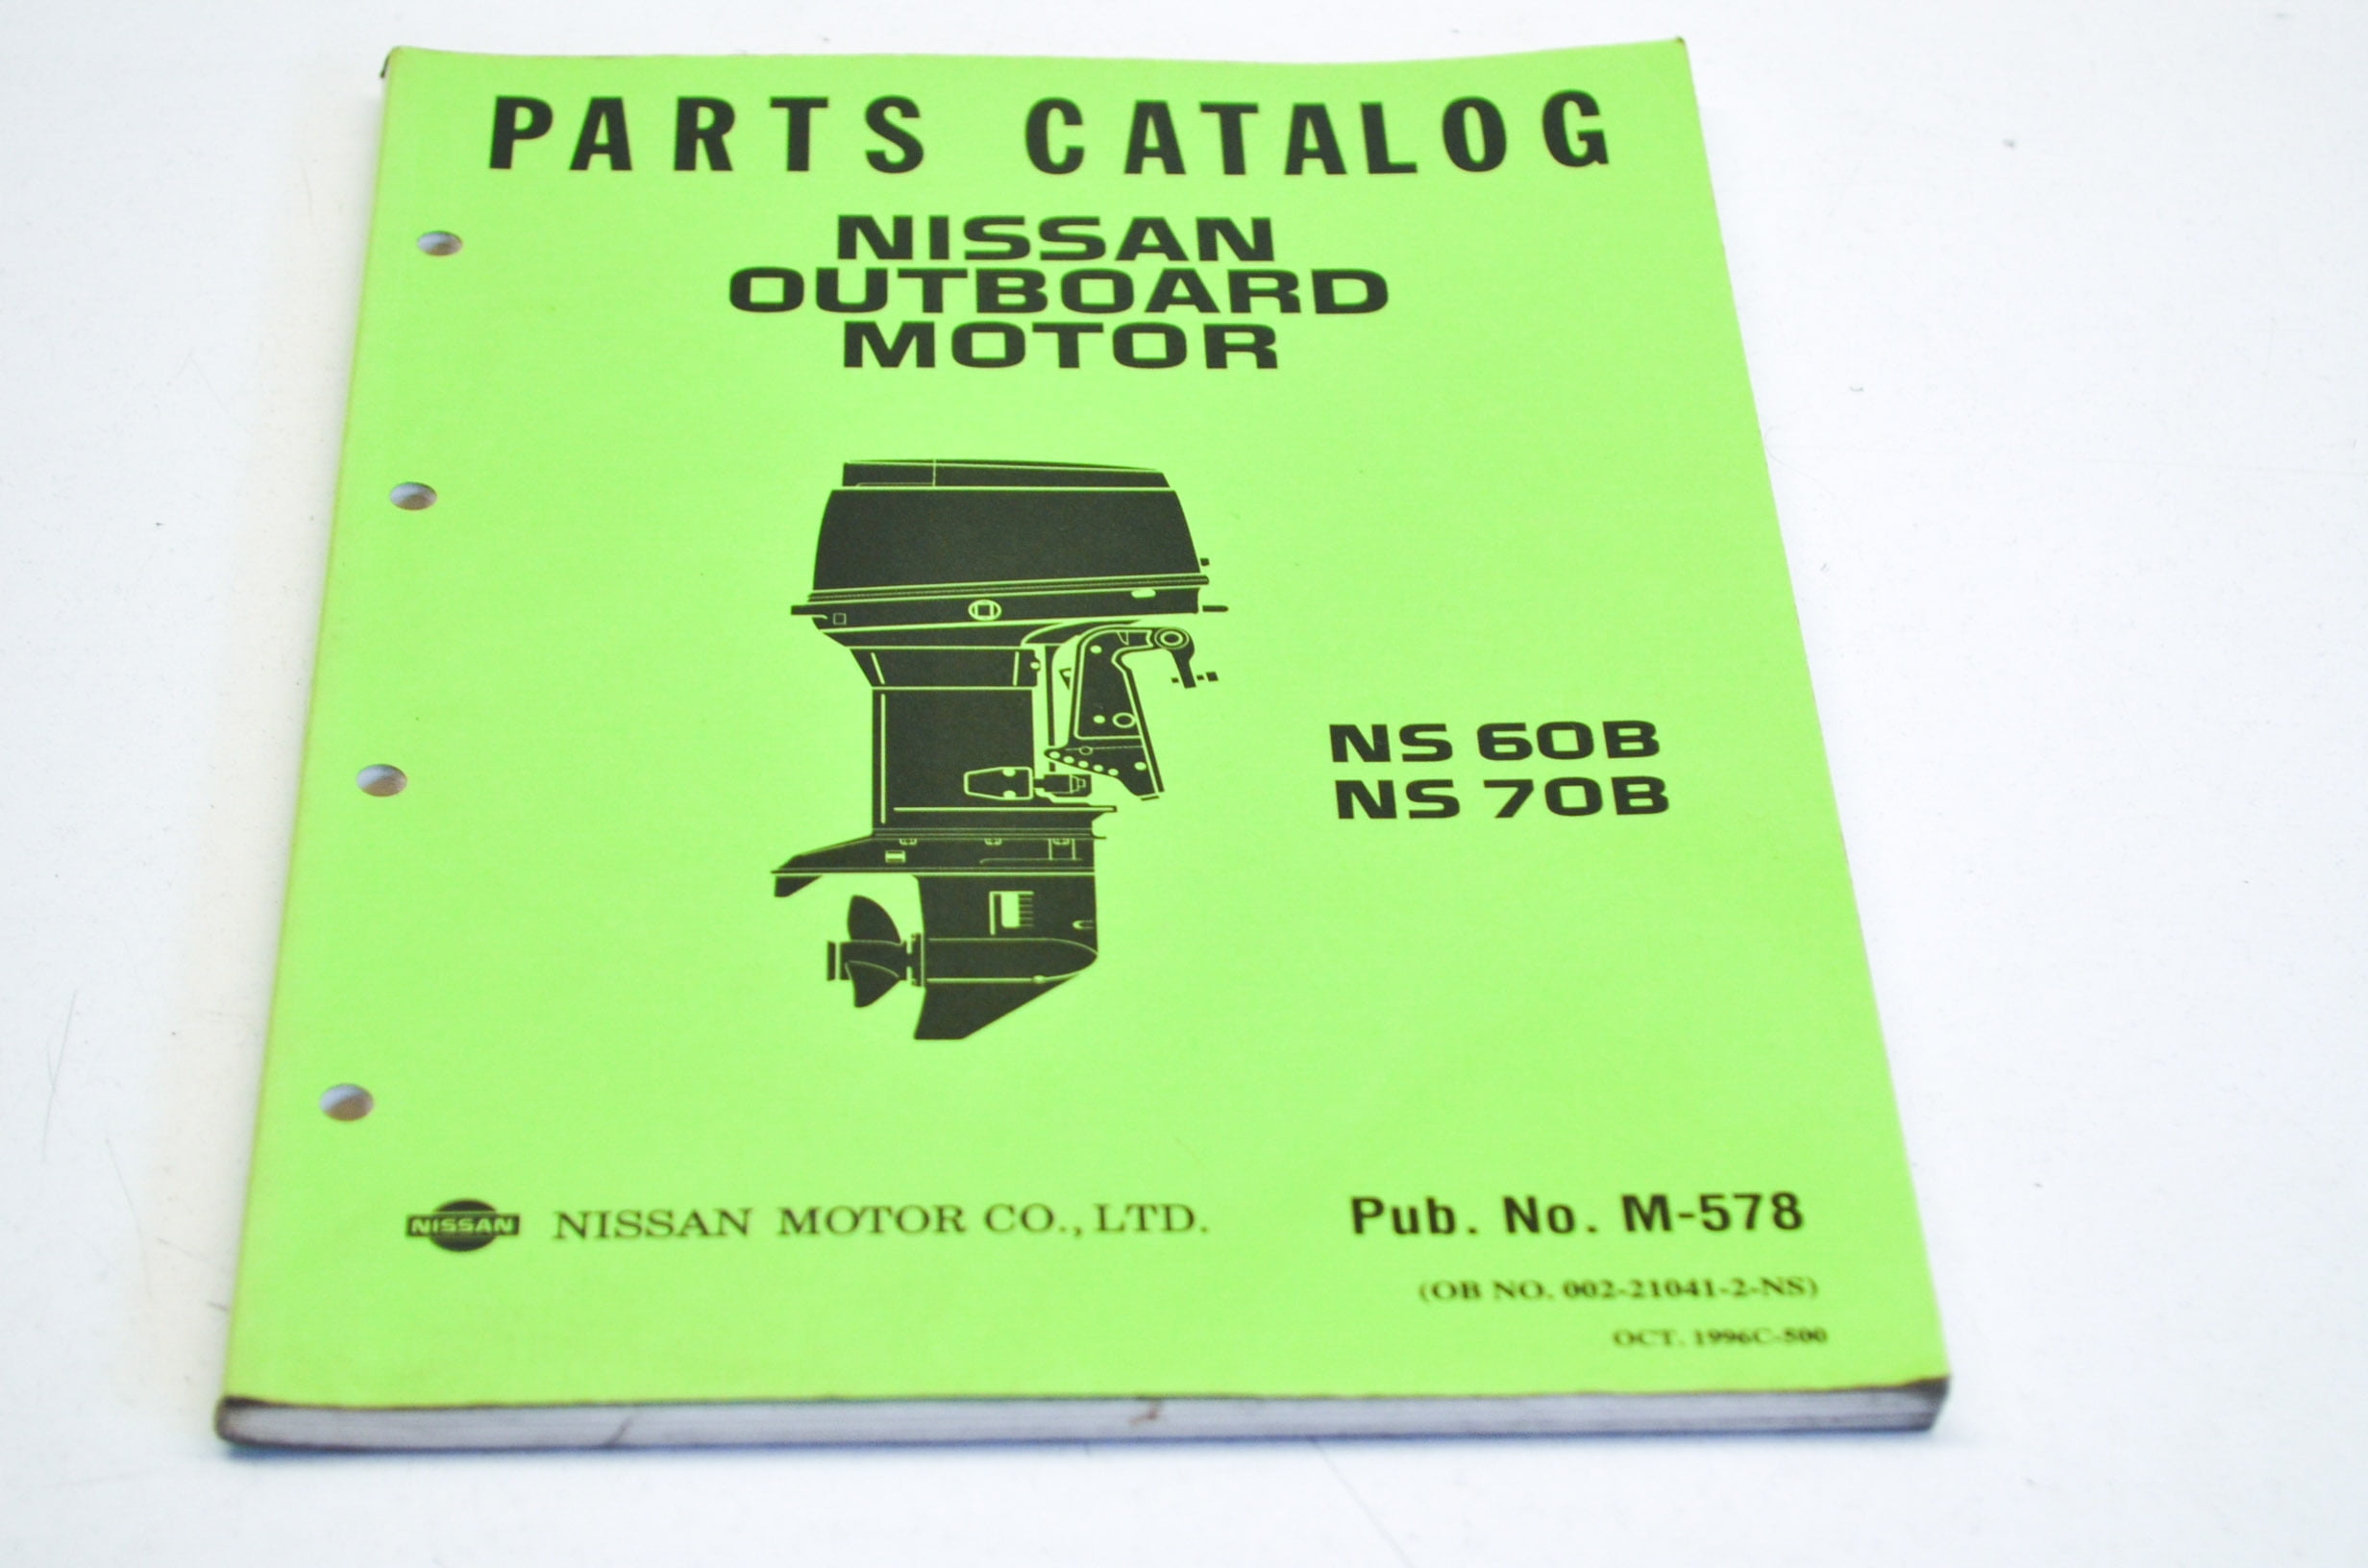 PARTS CATALOG
NISSAN
OUTBOARD
MOTOR
NS 60B
NS 70B
NISSAN NISSAN MOTOR CO., LTD.
Pub. No. M-578
(OB NO. 002-21041-2-NS)
OCT. 1996C-500